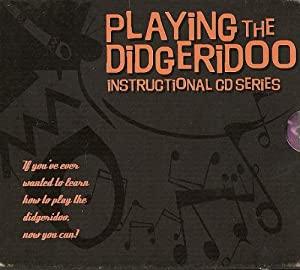 PLAYING THE
DIDGERIDOO
INSTRUCTIONAL CD SERIES
If you've ever
wanted to learn
how to play the
didgeridoo,
now you can!